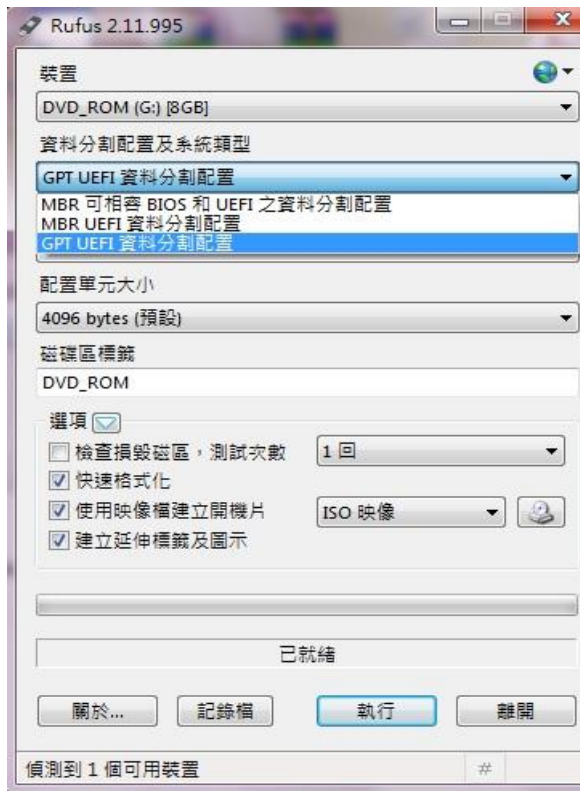 Rufus 2.11.995
裝置
DVD_ROM (G:) [8GB]
資料分割配置及系統類型
GPT UEFI 資料分割配置
MBR 可相容 BIOS 和 UEFI 之資料分割配置
MBR UEFI 資料分割配置
GPT UEFI 資料分割配置
配置單元大小
4096 bytes (預設)
磁碟區標籤
DVD_ROM
選項
檢查損毀磁區，測試次數 1 回
快速格式化
使用映像檔建立開機片 ISO 映像
建立延伸標籤及圖示
已就緒
關於... 記錄檔 執行 離開
偵測到 1 個可用裝置 #